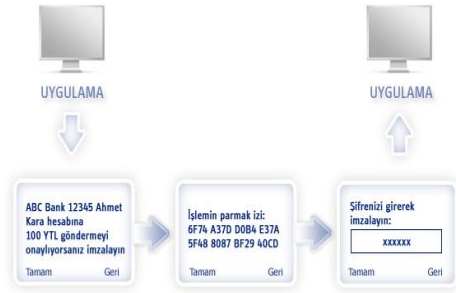 UYGULAMA
UYGULAMA
ABC Bank 12345 Ahmet
Kara hesabına
100 YTL göndermeyi
onaylıyorsanız imzalayın
Tamam Geri
İşlemin parmak izi:
6F74 A37D D0B4 E37A
5F48 8087 BF29 40CD
Tamam Geri
Şifrenizi girerek
imzalayın:
xxxxxx
Tamam Geri